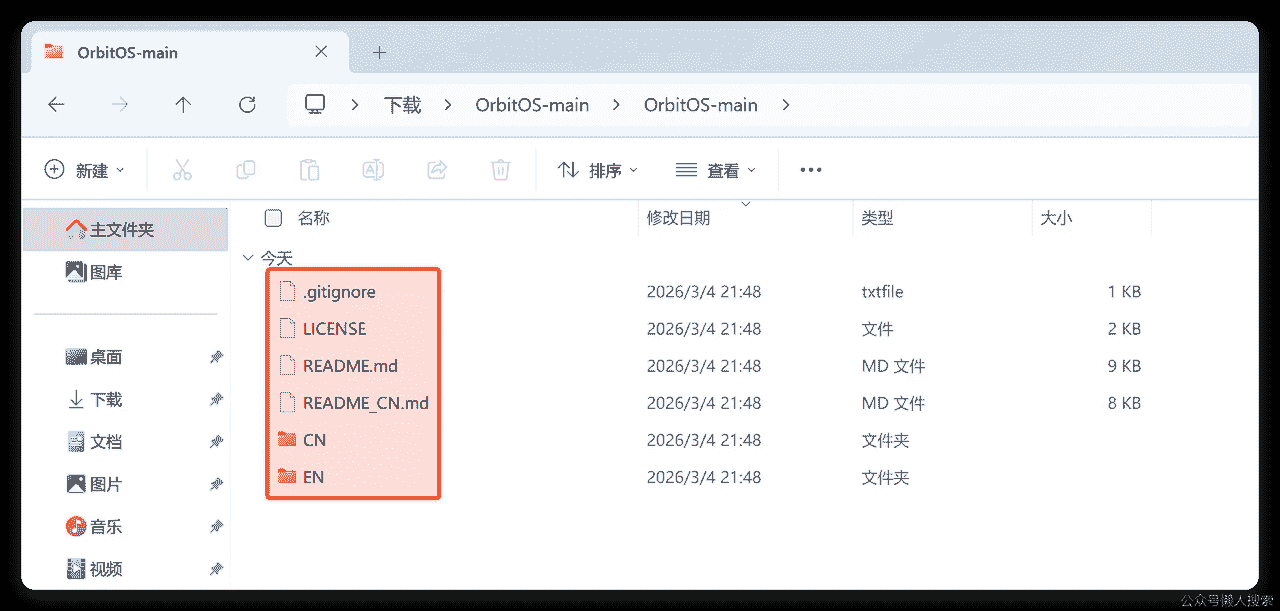 OrbitOS-main
下载 OrbitOS-main OrbitOS-main
新建 排序 查看
主文件夹
图库
桌面
下载
文档
图片
音乐
视频
名称 修改日期 类型 大小
今天
.gitignore 2026/3/4 21:48 txtfile 1 KB
LICENSE 2026/3/4 21:48 文件 2 KB
README.md 2026/3/4 21:48 MD 文件 9 KB
README_CN.md 2026/3/4 21:48 MD 文件 8 KB
CN 2026/3/4 21:48 文件夹
EN 2026/3/4 21:48 文件夹
公众号懒人搜索